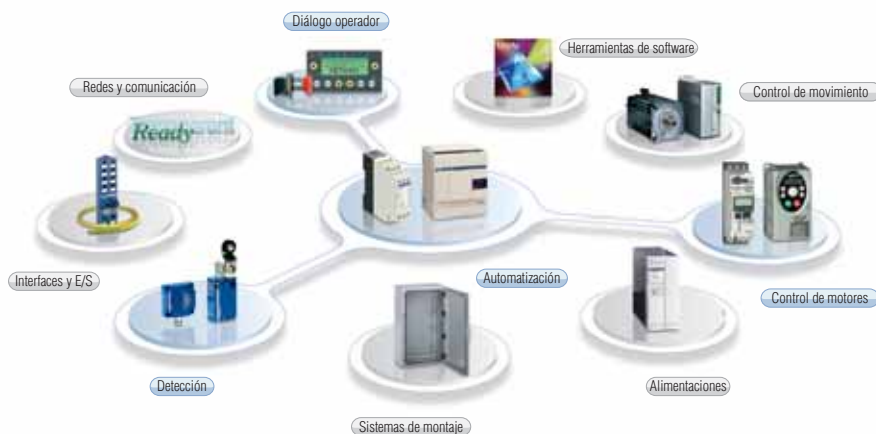 Diálogo operador
Herramientas de software
Redes y comunicación
Control de movimiento
Ready
Interfaces y E/S
Automatización
Control de motores
Detección
Alimentaciones
Sistemas de montaje